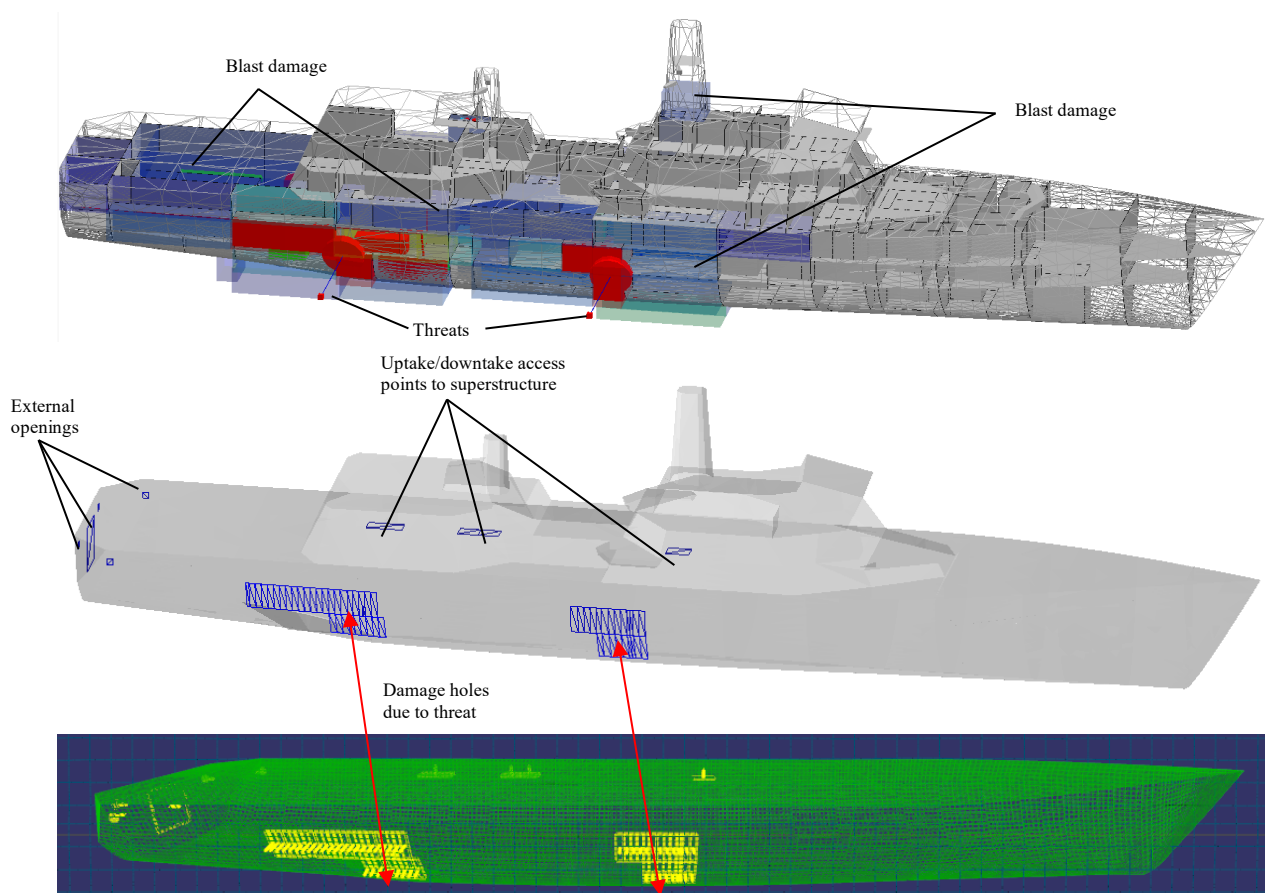 Blast damage
Blast damage
Threats
Uptake/downtake access
points to superstructure
External
openings
Damage holes
due to threat